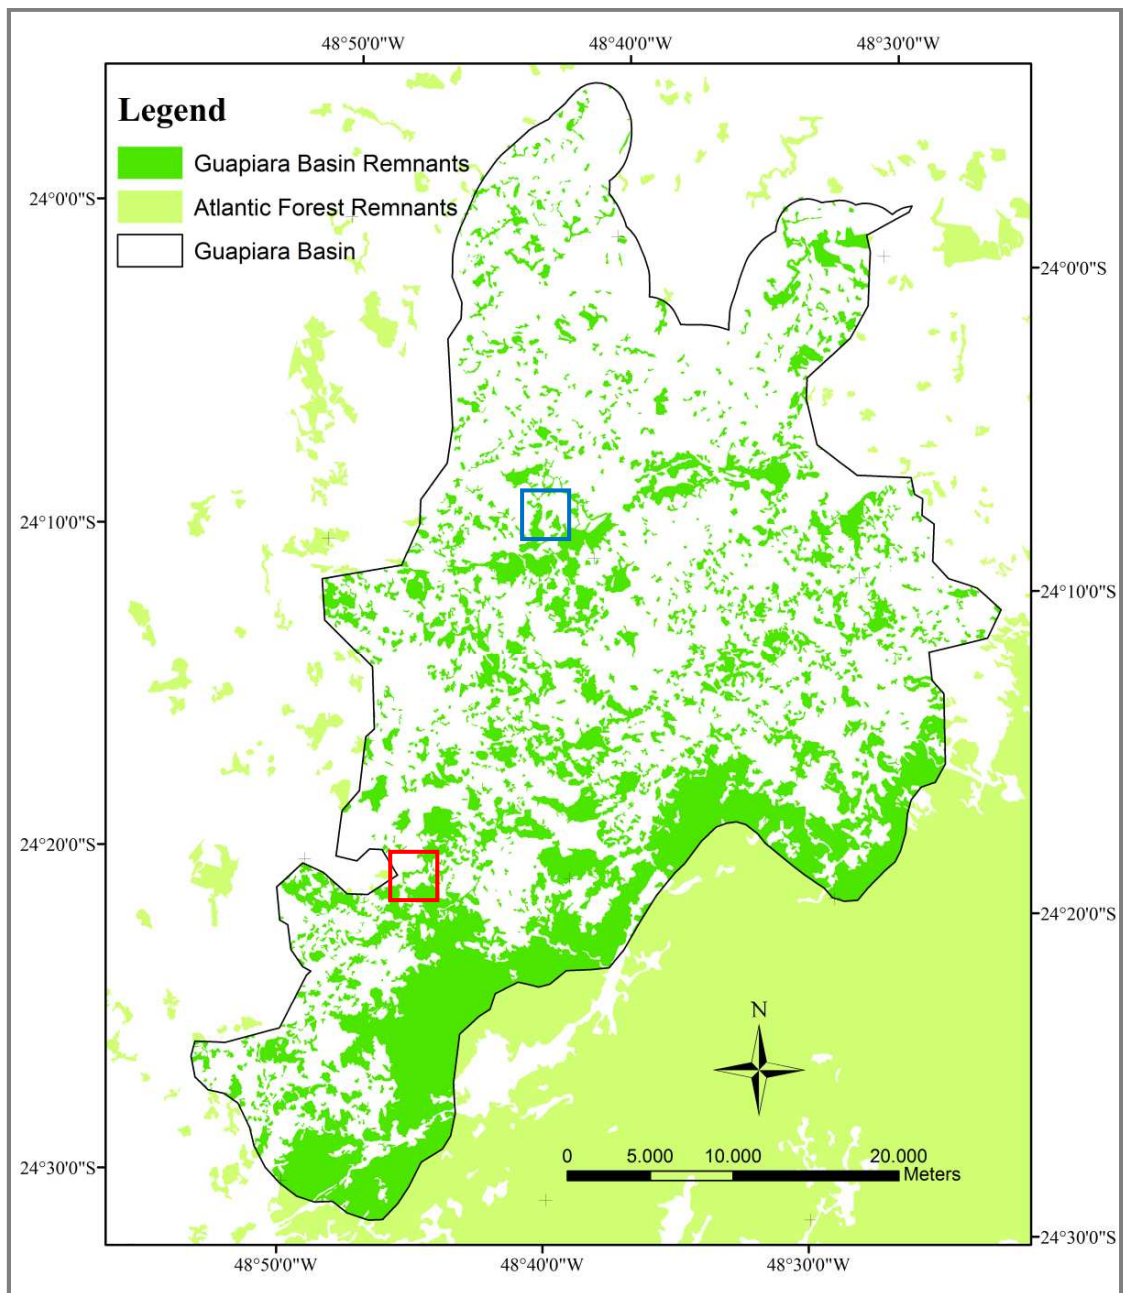 48°50'0"W 48°40'0"W 48°30'0"W
Legend
Guapiara Basin Remnants
Atlantic Forest Remnants
Guapiara Basin
24°0'0"S
24°0'0"S
24°10'0"S
24°10'0"S
24°20'0"S
24°20'0"S
N
0 5.000 10.000 20.000
Meters
24°30'0"S
24°30'0"S
48°50'0"W 48°40'0"W 48°30'0"W